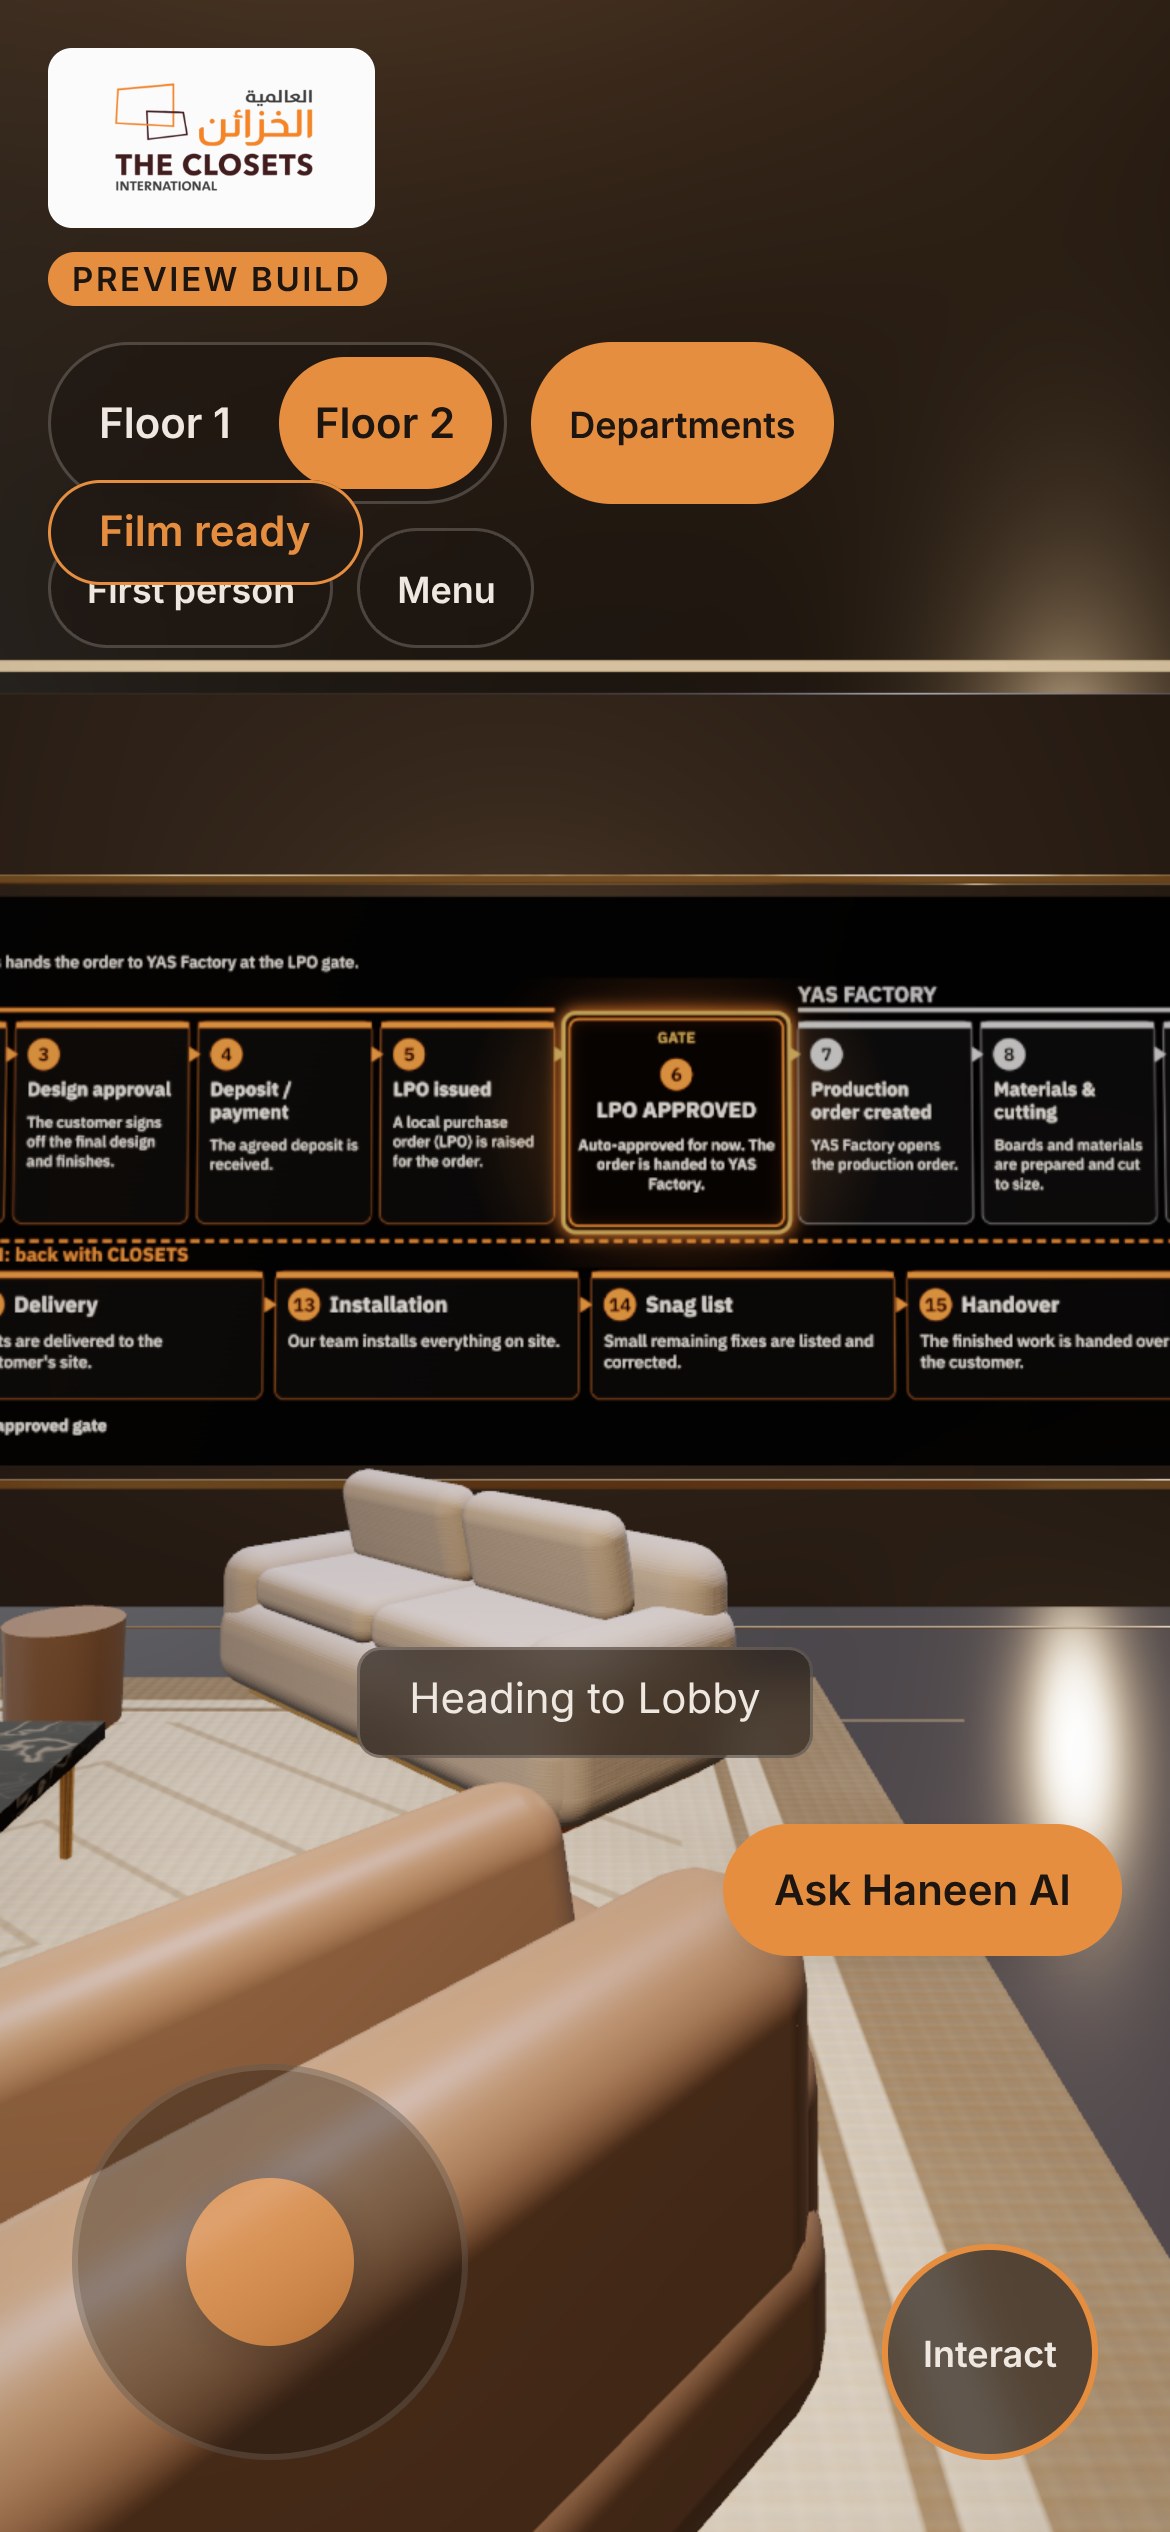 العالمية
الخزائن
THE CLOSETS
INTERNATIONAL
PREVIEW BUILD
Floor 1
Floor 2
Departments
Film ready
First person
Menu
hands the order to YAS Factory at the LPO gate.
YAS FACTORY
3
Design approval
The customer signs
off the final design
and finishes.
4
Deposit /
payment
The agreed deposit is
received.
5
LPO issued
A local purchase
order (LPO) is raised
for the order.
GATE
6
LPO APPROVED
Auto-approved for now. The
order is handed to YAS
Factory.
7
Production
order created
YAS Factory opens
the production order.
8
Materials &
cutting
Boards and materials
are prepared and cut
to size.
: back with CLOSETS
Delivery
are delivered to the
site.
13 Installation
Our team installs everything on site.
14 Snag list
Small remaining fixes are listed and
corrected.
15 Handover
The finished work is handed over
the customer.
approved gate
Heading to Lobby
Ask Haneen AI
Interact